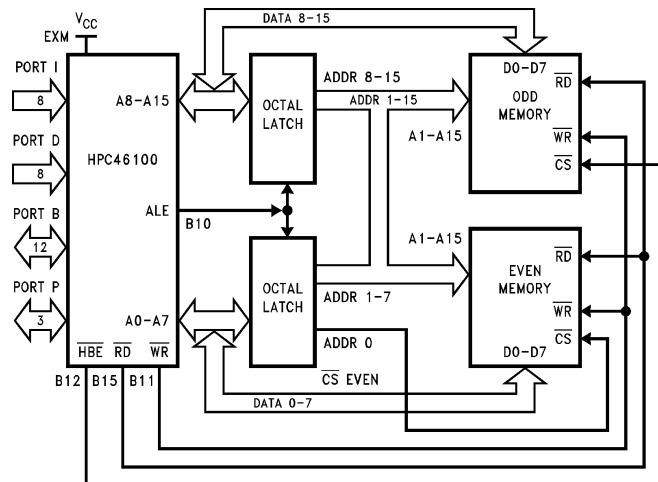 VCC
EXM
DATA 8-15
PORT I
8
A8-A15
OCTAL
LATCH
ADDR 8-15
ADDR 1-15
D0-D7
RD
ODD
MEMORY
WR
CS
A1-A15
PORT D
8
HPC46100
PORT B
12
ALE
B10
PORT P
3
A0-A7
OCTAL
LATCH
A1-A15
ADDR 1-7
ADDR 0
EVEN
MEMORY
RD
WR
CS
D0-D7
HBE RD WR
B12 B15 B11
CS EVEN
DATA 0-7